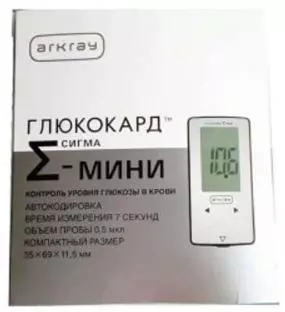 arkray
ГЛЮКОКАРД™
СИГМА
Σ-МИНИ
КОНТРОЛЬ УРОВНЯ ГЛЮКОЗЫ В КРОВИ
АВТОКОДИРОВКА
ВРЕМЯ ИЗМЕРЕНИЯ 7 СЕКУНД
ОБЪЕМ ПРОБЫ 0,5 мкл
КОМПАКТНЫЙ РАЗМЕР
35×69×11,5 мм
10.6
arkray